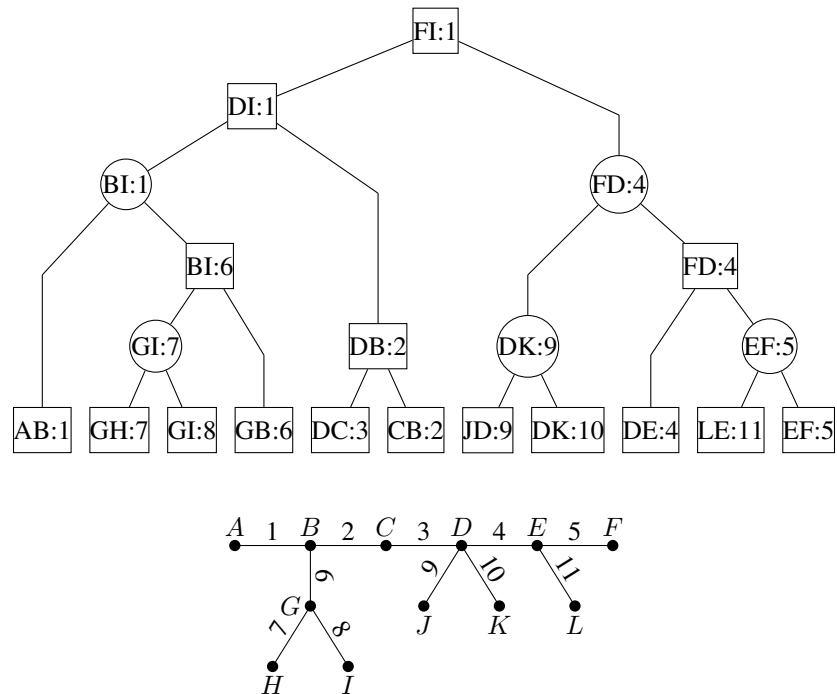 FI:1
DI:1
BI:1 FD:4
BI:6 FD:4
GI:7 DB:2 DK:9 EF:5
AB:1 GH:7 GI:8 GB:6 DC:3 CB:2 JD:9 DK:10 DE:4 LE:11 EF:5
A 1 B 2 C 3 D 4 E 5 F
6 9 10 11
G J K L
7 8
H I